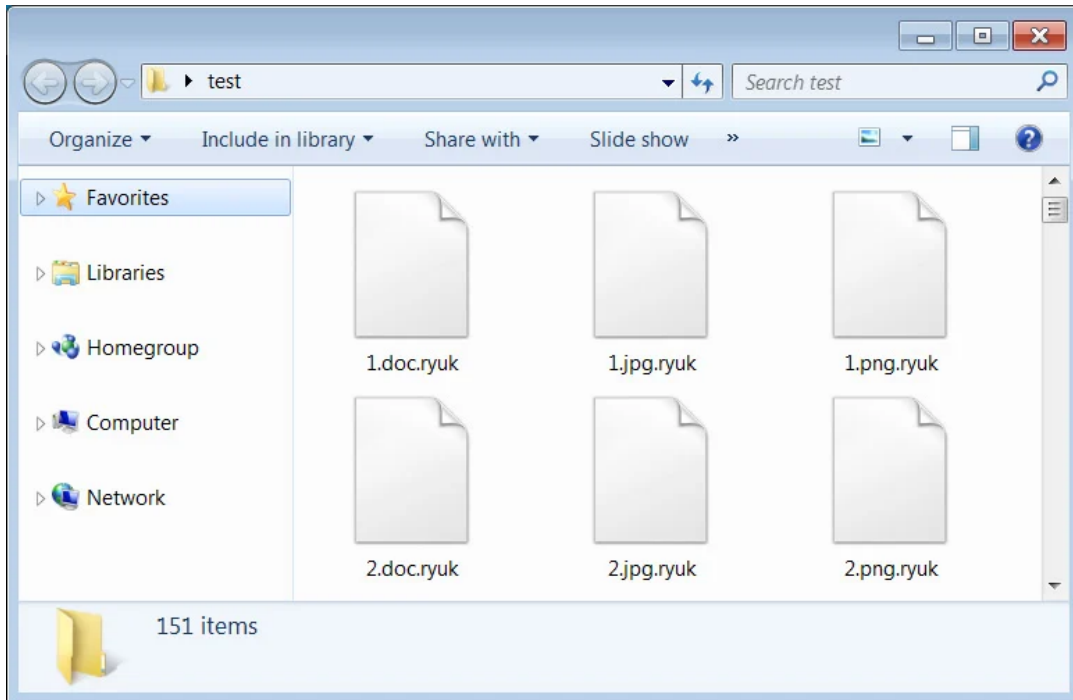 test
Search test
Organize Include in library Share with Slide show »
Favorites
Libraries
Homegroup
Computer
Network
1.doc.ryuk 1.jpg.ryuk 1.png.ryuk
2.doc.ryuk 2.jpg.ryuk 2.png.ryuk
151 items